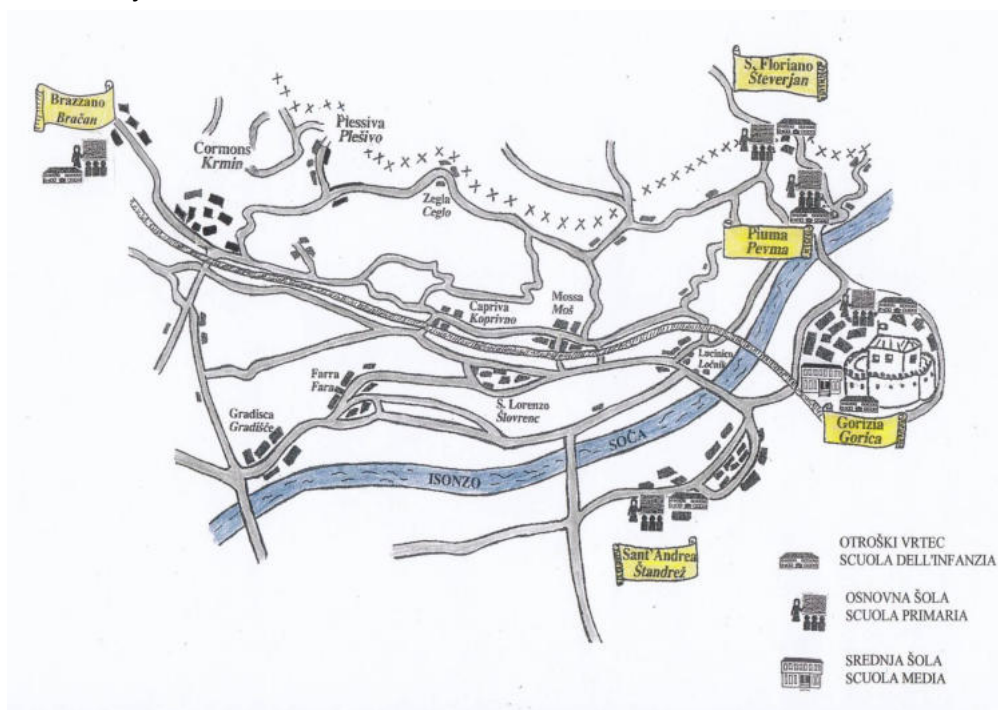 S. Floriano
Števerjan
Brazzano
Bračan
Plessiva
Plešivo
Cormons
Krmin
Zegla
Ceglo
Piuma
Pevma
Capriva
Koprivno
Mossa
Moš
Lucinico
Ločnik
Farra
Fara
S. Lorenzo
Šlovrenc
Gradisca
Gradišče
Gorizia
Gorica
SOČA
ISONZO
Sant'Andrea
Štandrež
OTROŠKI VRTEC
SCUOLA DELL'INFANZIA
OSNOVNA ŠOLA
SCUOLA PRIMARIA
SREDNJA ŠOLA
SCUOLA MEDIA